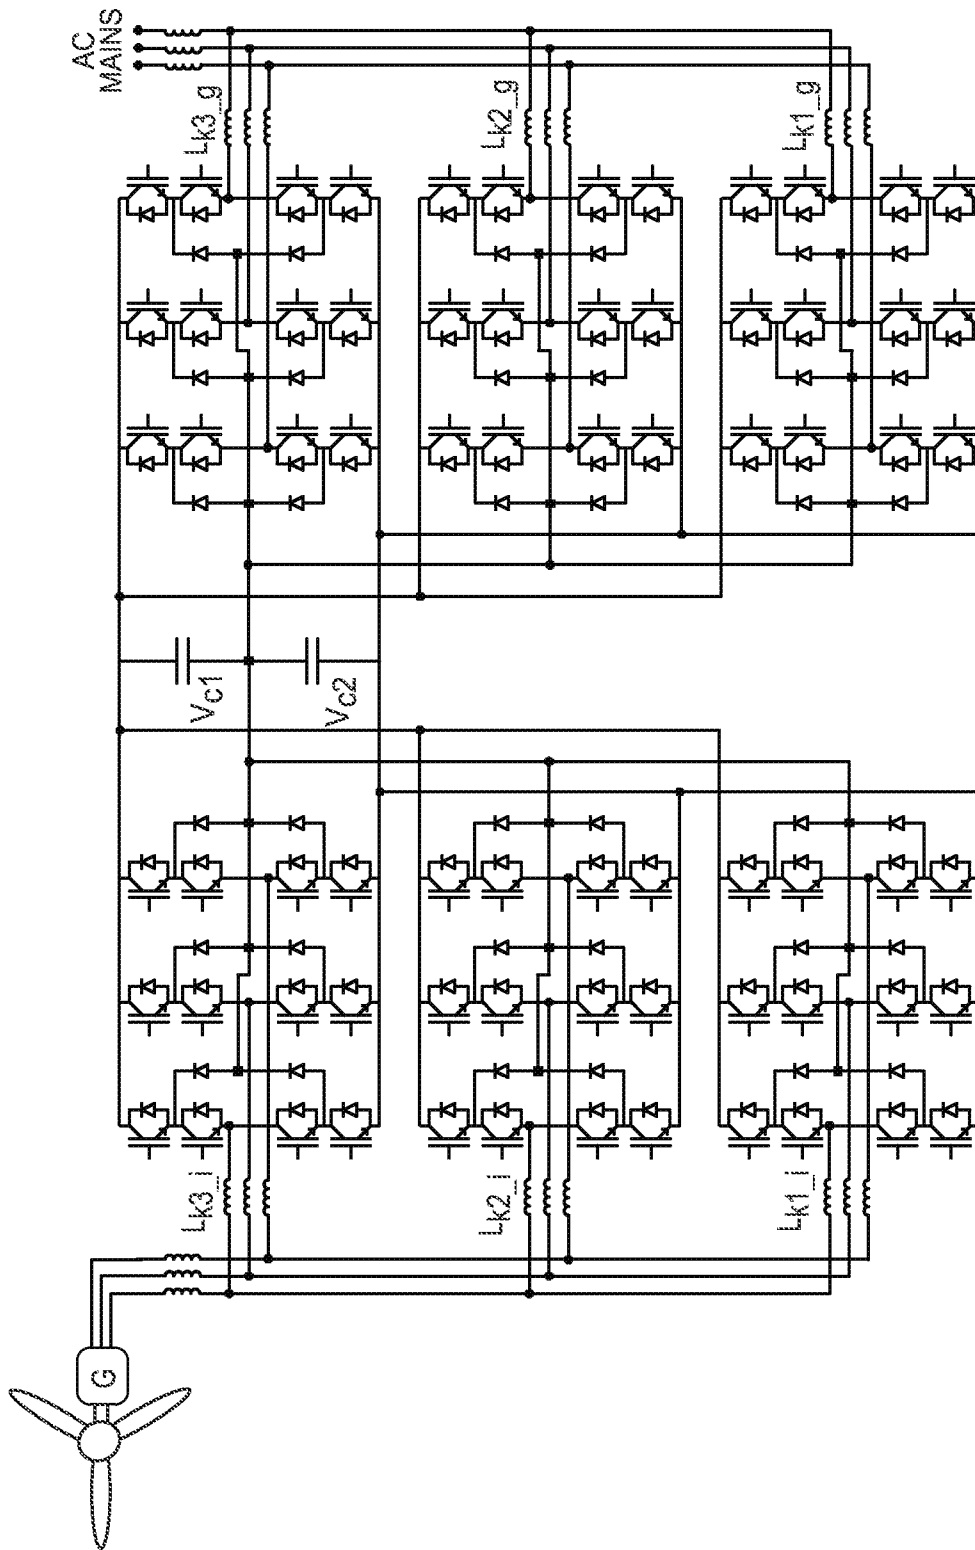 AC
MAINS
Lk3_g
Lk2_g
Lk1_g
Vc1
Vc2
Lk3_i
Lk2_i
Lk1_i
G